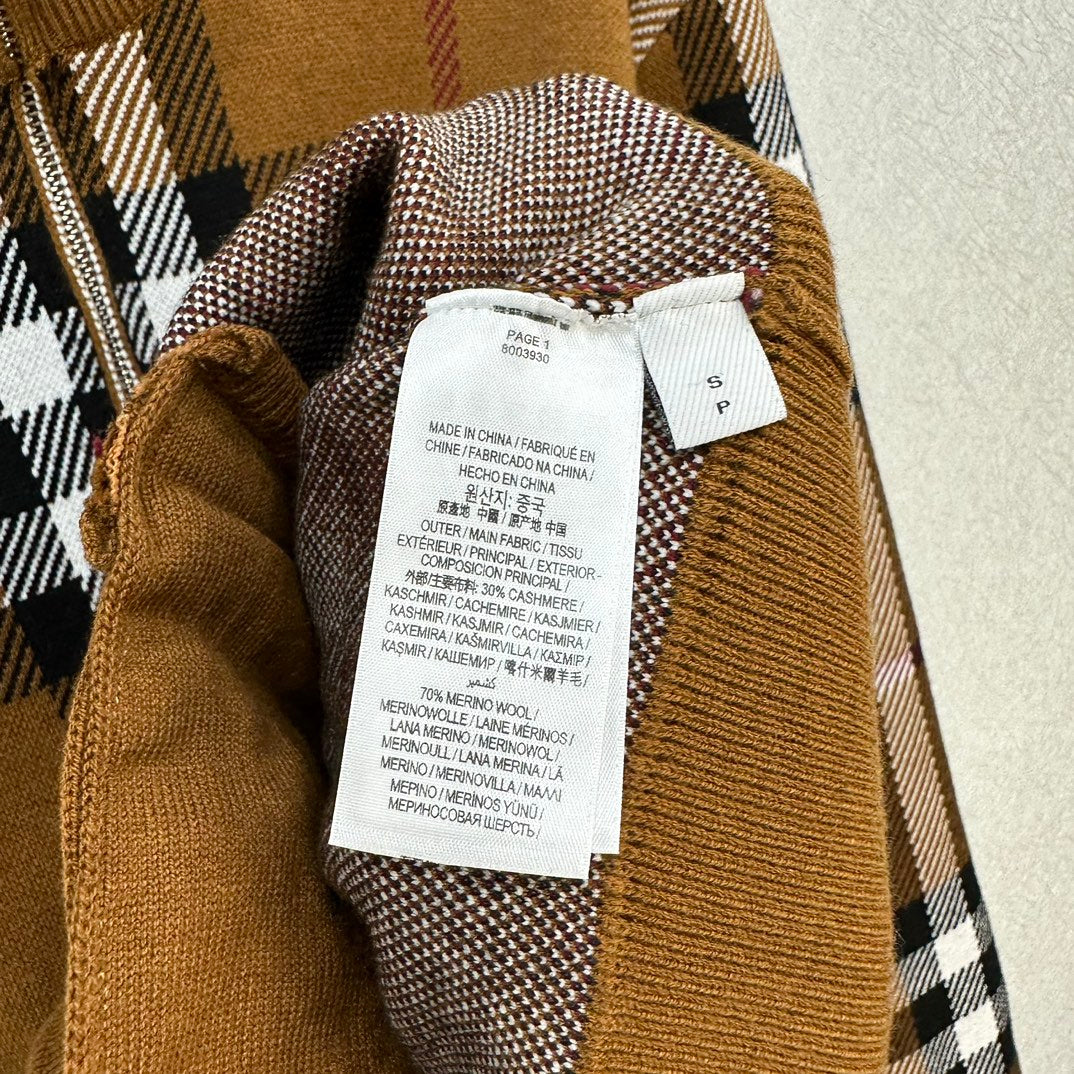 PAGE 1
8003930
MADE IN CHINA / FABRIQUÉ EN
CHINE / FABRICADO NA CHINA /
HECHO EN CHINA
원산지: 중국
原產地 中國 / 原产地 中国
OUTER / MAIN FABRIC / TISSU
EXTÉRIEUR / PRINCIPAL / EXTERIOR -
COMPOSICION PRINCIPAL /
外部/主要布料: 30% CASHMERE /
KASCHMIR / CACHEMIRE / KASJMIER /
KASHMIR / KASJMIR / CACHEMIRA /
CAXEMIRA / KAŠMIRVILLA / ΚΑΣΜΙΡ /
KAŞMIR / КАШЕМИР / 喀什米爾羊毛 /
كشمير
70% MERINO WOOL /
MERINOWOLLE / LAINE MÉRINOS /
LANA MERINO / MERINOWOL /
MERINOULL / LANA MERINA / LÃ
MERINO / MERINOVILLA / ΜΑΛΛΙ
ΜΕΡΙΝΟ / MERINOS YÜNÜ /
МЕРИНОСОВАЯ ШЕРСТЬ /
S
P